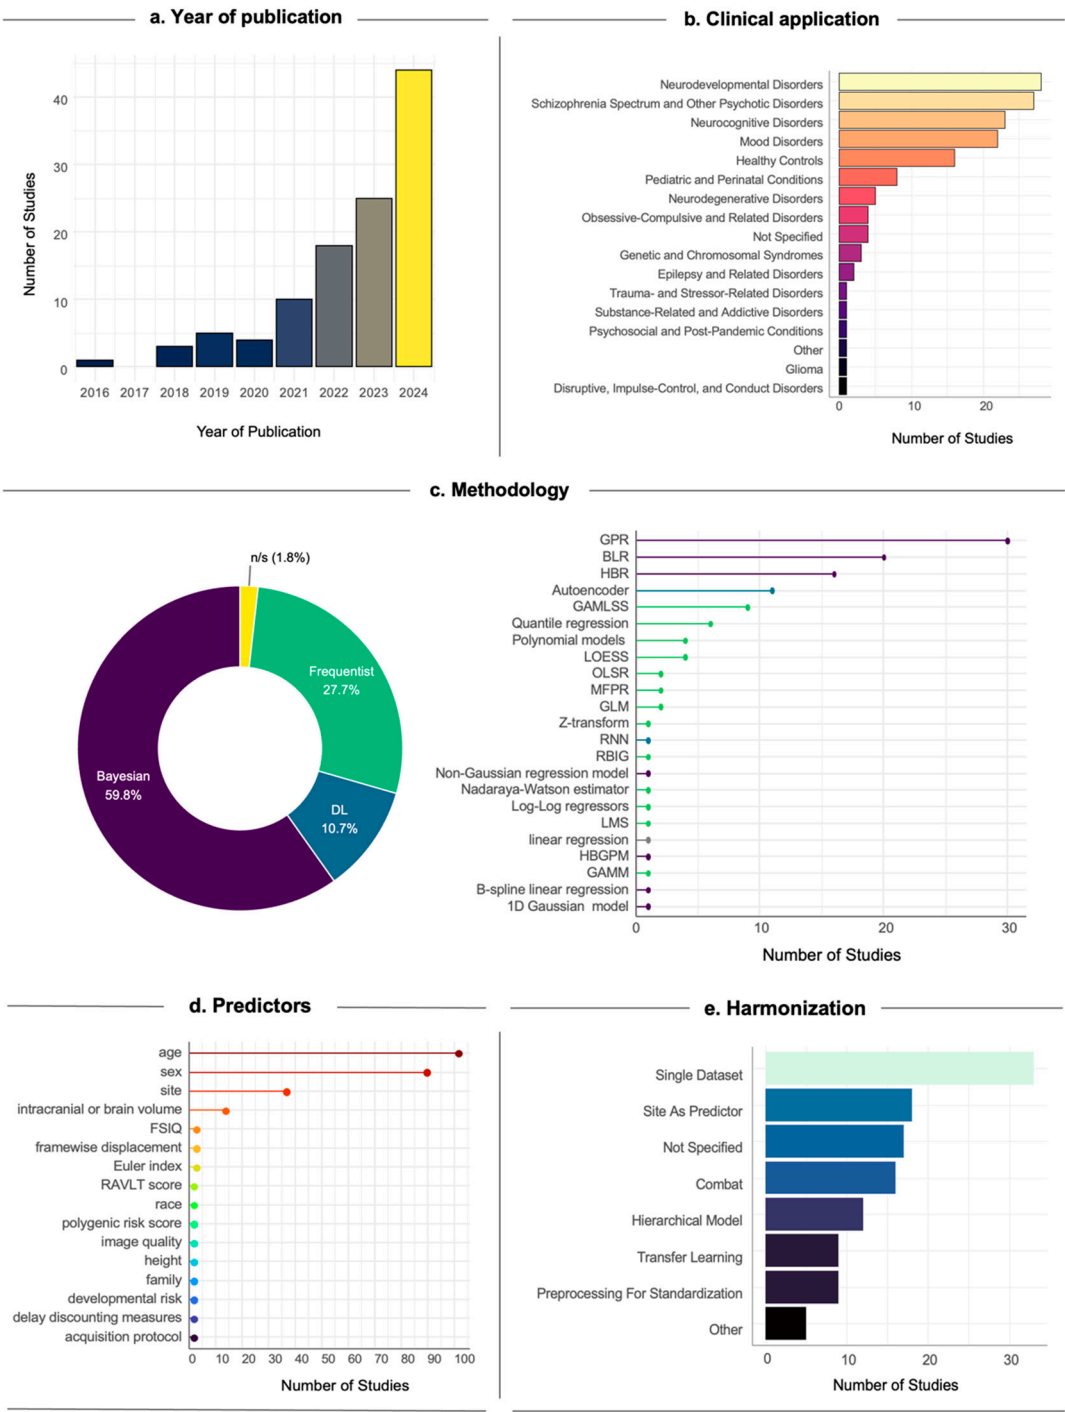 a. Year of publication
Number of Studies
40
30
20
10
0
2016 2017 2018 2019 2020 2021 2022 2023 2024
Year of Publication
b. Clinical application
Neurodevelopmental Disorders
Schizophrenia Spectrum and Other Psychotic Disorders
Neurocognitive Disorders
Mood Disorders
Healthy Controls
Pediatric and Perinatal Conditions
Neurodegenerative Disorders
Obsessive-Compulsive and Related Disorders
Not Specified
Genetic and Chromosomal Syndromes
Epilepsy and Related Disorders
Trauma- and Stressor-Related Disorders
Substance-Related and Addictive Disorders
Psychosocial and Post-Pandemic Conditions
Other
Glioma
Disruptive, Impulse-Control, and Conduct Disorders
0 10 20
Number of Studies
c. Methodology
n/s (1.8%)
Frequentist
27.7%
Bayesian
59.8%
DL
10.7%
GPR
BLR
HBR
Autoencoder
GAMLSS
Quantile regression
Polynomial models
LOESS
OLSR
MFPR
GLM
Z-transform
RNN
RBIG
Non-Gaussian regression model
Nadaraya-Watson estimator
Log-Log regressors
LMS
linear regression
HBGPM
GAMM
B-spline linear regression
1D Gaussian model
0 10 20 30
Number of Studies
d. Predictors
age
sex
site
intracranial or brain volume
FSIQ
framewise displacement
Euler index
RAVLT score
race
polygenic risk score
image quality
height
family
developmental risk
delay discounting measures
acquisition protocol
0 10 20 30 40 50 60 70 80 90 100
Number of Studies
e. Harmonization
Single Dataset
Site As Predictor
Not Specified
Combat
Hierarchical Model
Transfer Learning
Preprocessing For Standardization
Other
0 10 20 30
Number of Studies